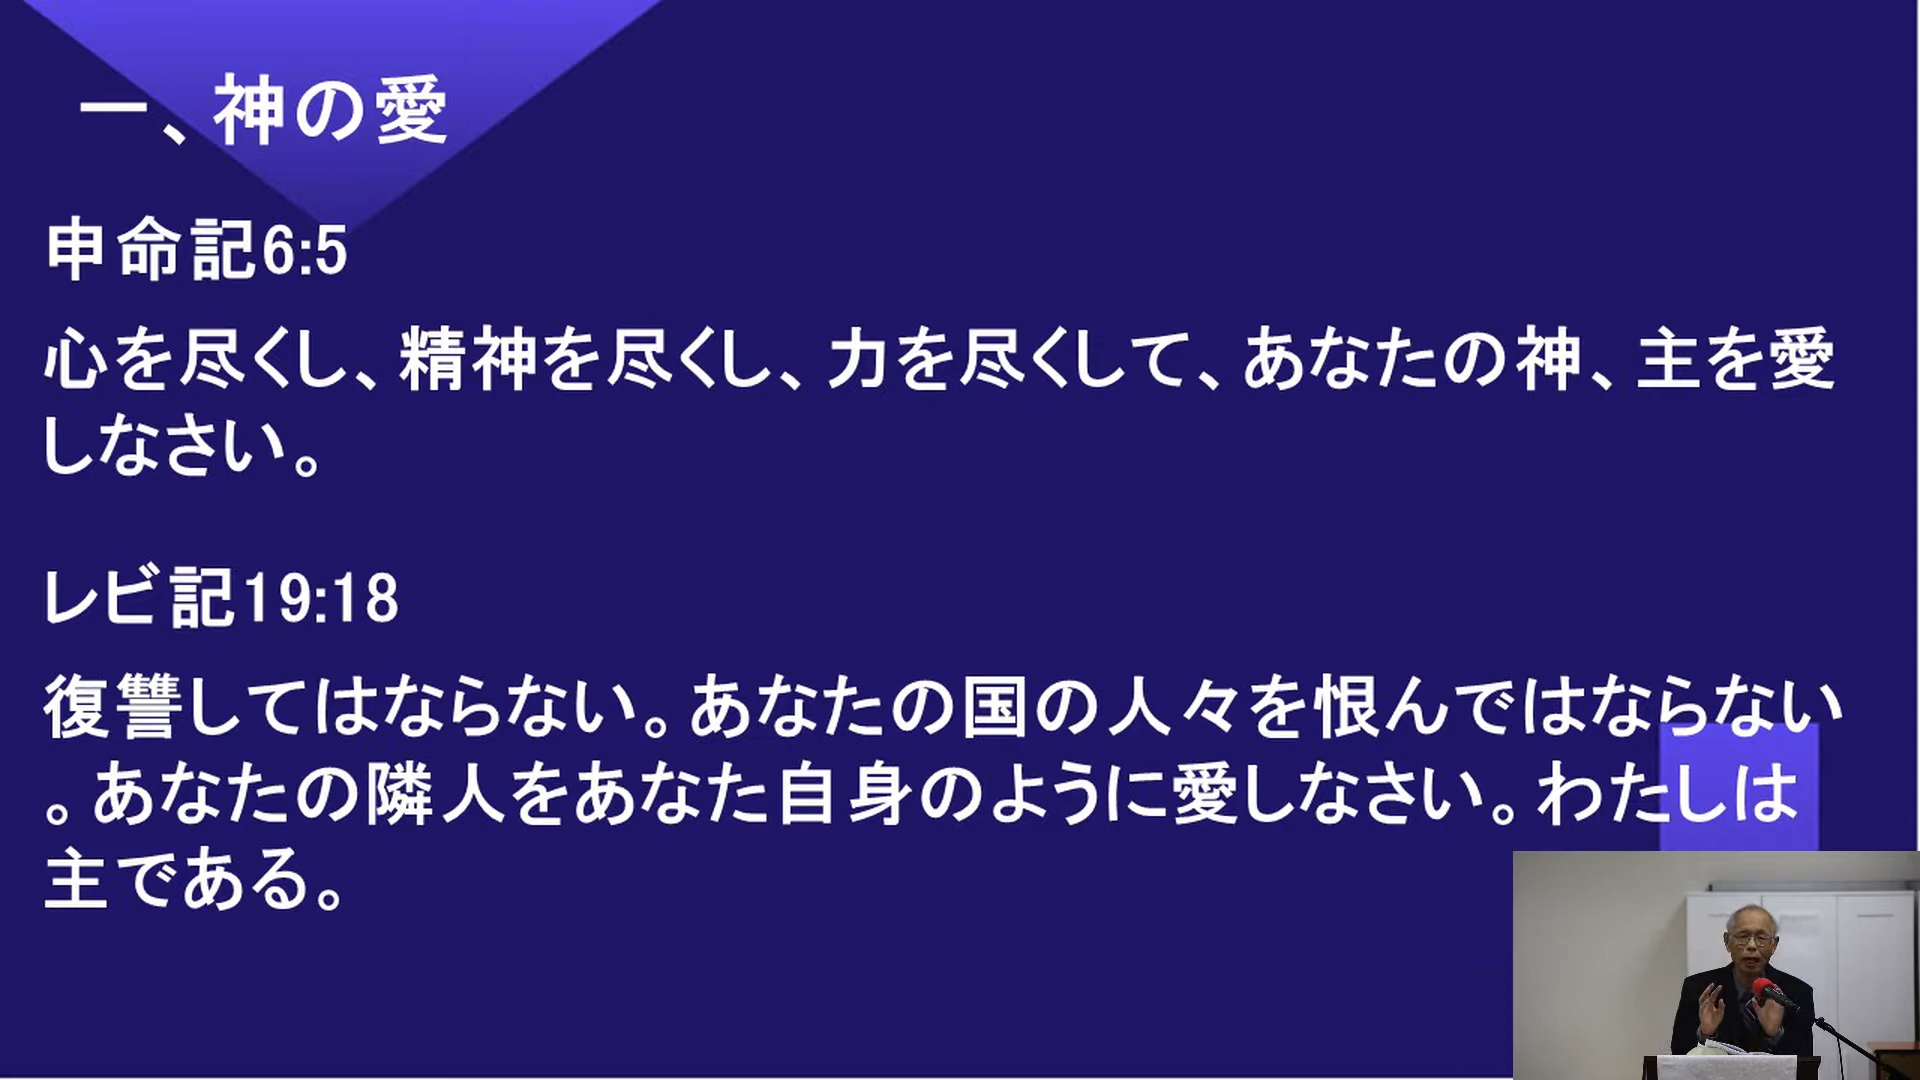 一、神の愛
申命記6:5
心を尽くし、精神を尽くし、力を尽くして、あなたの神、主を愛
しなさい。
レビ記19:18
復讐してはならない。あなたの国の人々を恨んではならない
。あなたの隣人をあなた自身のように愛しなさい。わたしは
主である。